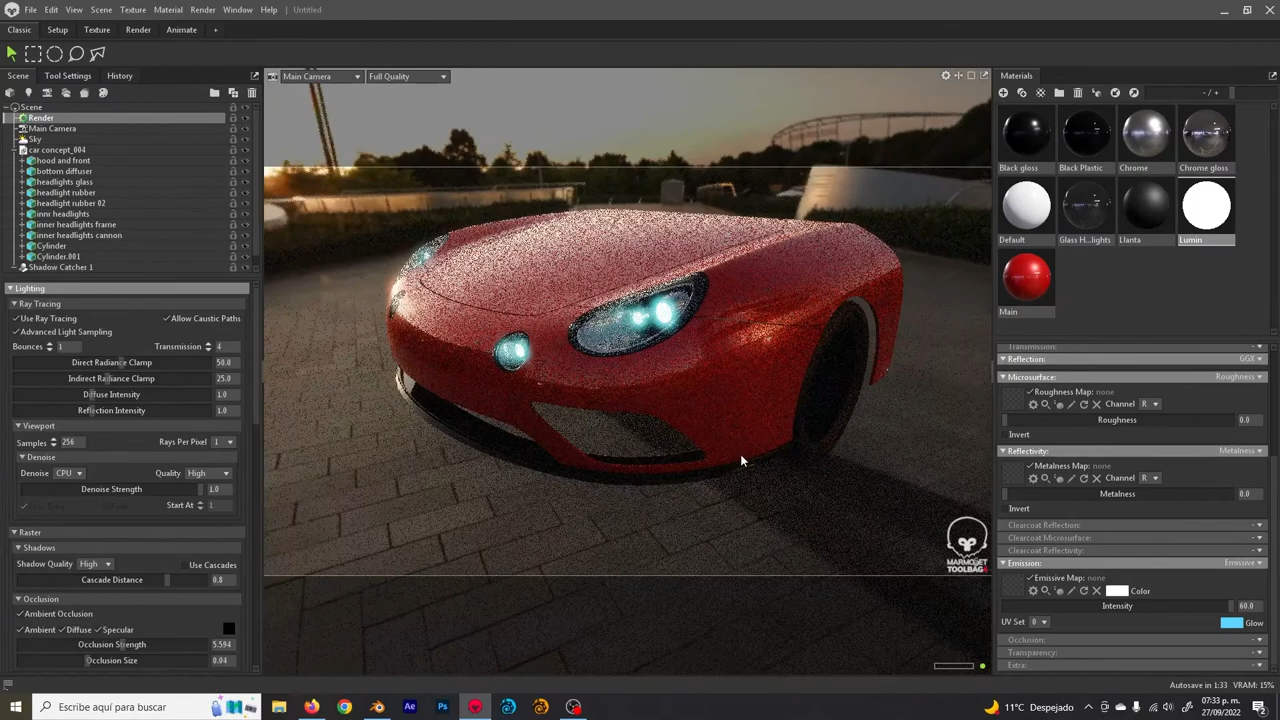 File Edit View Scene Texture Material Render Window Help Untitled
Classic Setup Texture Render Animate +
Scene Tool Settings History
Main Camera Full Quality
Materials
- / +
Scene
Render
Main Camera
Sky
car concept_004
hood and front
bottom diffuser
headlights glass
headlights rubber
headlight rubber 02
innr headlights
inner headlights frame
inner headlights cannon
Cylinder
Cylinder.001
Shadow Catcher 1
Lighting
Ray Tracing
Use Ray Tracing Allow Caustic Paths
Advanced Light Sampling
Bounces 1 Transmission 4
Direct Radiance Clamp 50.0
Indirect Radiance Clamp 25.0
Diffuse Intensity 1.0
Reflection Intensity 1.0
Viewport
Samples 256 Rays Per Pixel 1
Denoise
Denoise CPU Quality High
Denoise Strength 1.0
Start At 1
Raster
Shadows
Shadow Quality High Use Cascades
Cascade Distance 0.8
Occlusion
Ambient Occlusion
Ambient Diffuse Specular
Occlusion Strength 5.594
Occlusion Size 0.04
MARMOSET
TOOLBAG4
Black gloss Black Plastic Chrome Chrome gloss
Default Glass H...lights Llanta Lumin
Main
Transmission:
Reflection: GGX
Microsurface: Roughness
Roughness Map: none
Channel R
Roughness 0.0
Invert
Reflectivity: Metalness
Metalness Map: none
Channel R
Metalness 0.0
Invert
Clearcoat Reflection:
Clearcoat Microsurface:
Clearcoat Reflectivity:
Emission: Emissive
Emissive Map: none
Color
Intensity 60.0
UV Set 0 Glow
Occlusion:
Transparency:
Extra:
Autosave in 1:33 VRAM: 15%
Escribe aquí para buscar
Ae Ps
11°C Despejado
07:33 p. m.
27/09/2022